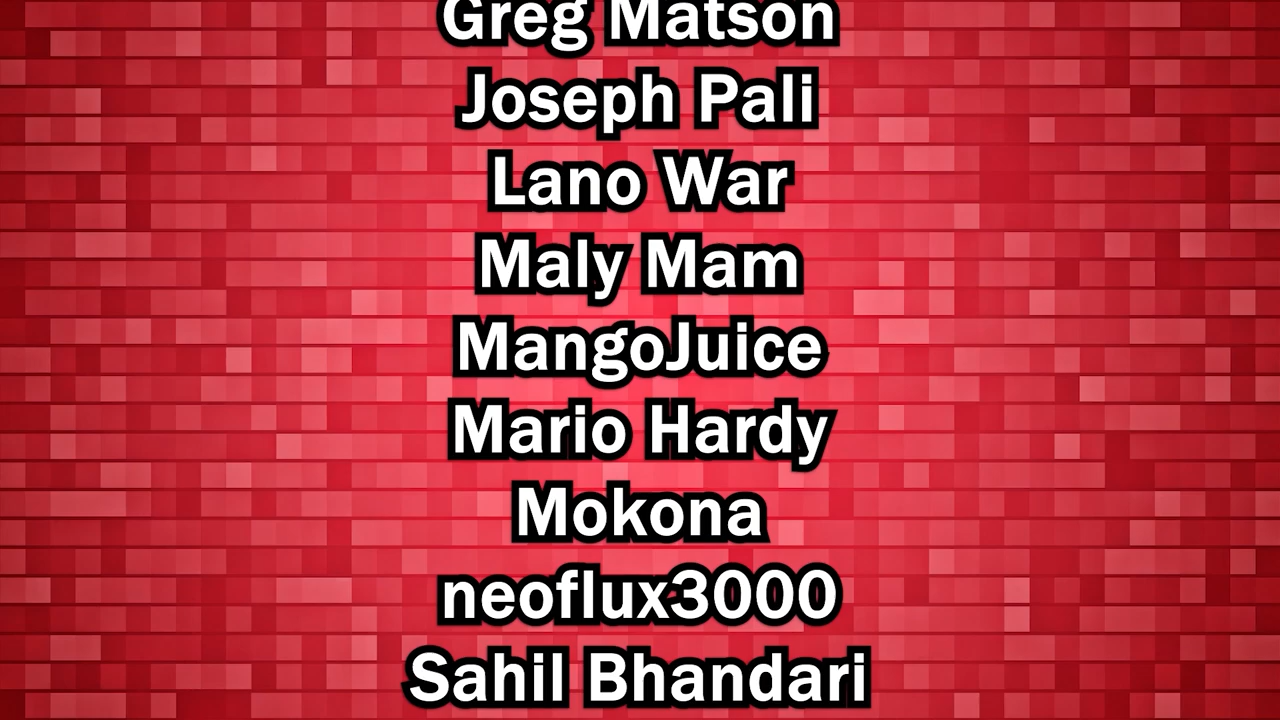 Greg Matson
Joseph Pali
Lano War
Maly Mam
MangoJuice
Mario Hardy
Mokona
neoflux3000
Sahil Bhandari